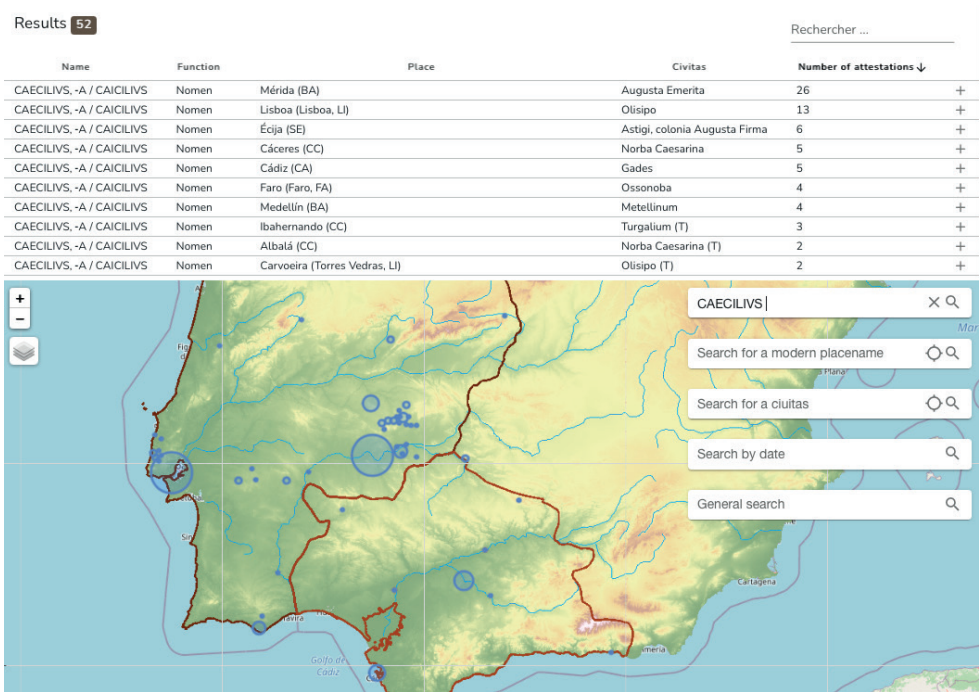 Results 52
Rechercher ...
Name Function Place Civitas Number of attestations
CAECILIVS, -A / CAICILIVS Nomen Mérida (BA) Augusta Emerita 26 +
CAECILIVS, -A / CAICILIVS Nomen Lisboa (Lisboa, LI) Olisipo 13 +
CAECILIVS, -A / CAICILIVS Nomen Écija (SE) Astigi, colonia Augusta Firma 6 +
CAECILIVS, -A / CAICILIVS Nomen Cáceres (CC) Norba Caesarina 5 +
CAECILIVS, -A / CAICILIVS Nomen Cádiz (CA) Gades 5 +
CAECILIVS, -A / CAICILIVS Nomen Faro (Faro, FA) Ossonoba 4 +
CAECILIVS, -A / CAICILIVS Nomen Medellín (BA) Metellinum 4 +
CAECILIVS, -A / CAICILIVS Nomen Ibahernando (CC) Turgalium (T) 3 +
CAECILIVS, -A / CAICILIVS Nomen Albalá (CC) Norba Caesarina (T) 2 +
CAECILIVS, -A / CAICILIVS Nomen Carvoeira (Torres Vedras, LI) Olisipo (T) 2 +
+
−
CAECILIVS
Search for a modern placename
Search for a ciuitas
Search by date
General search
Cartagena
Golfo de
Cádiz